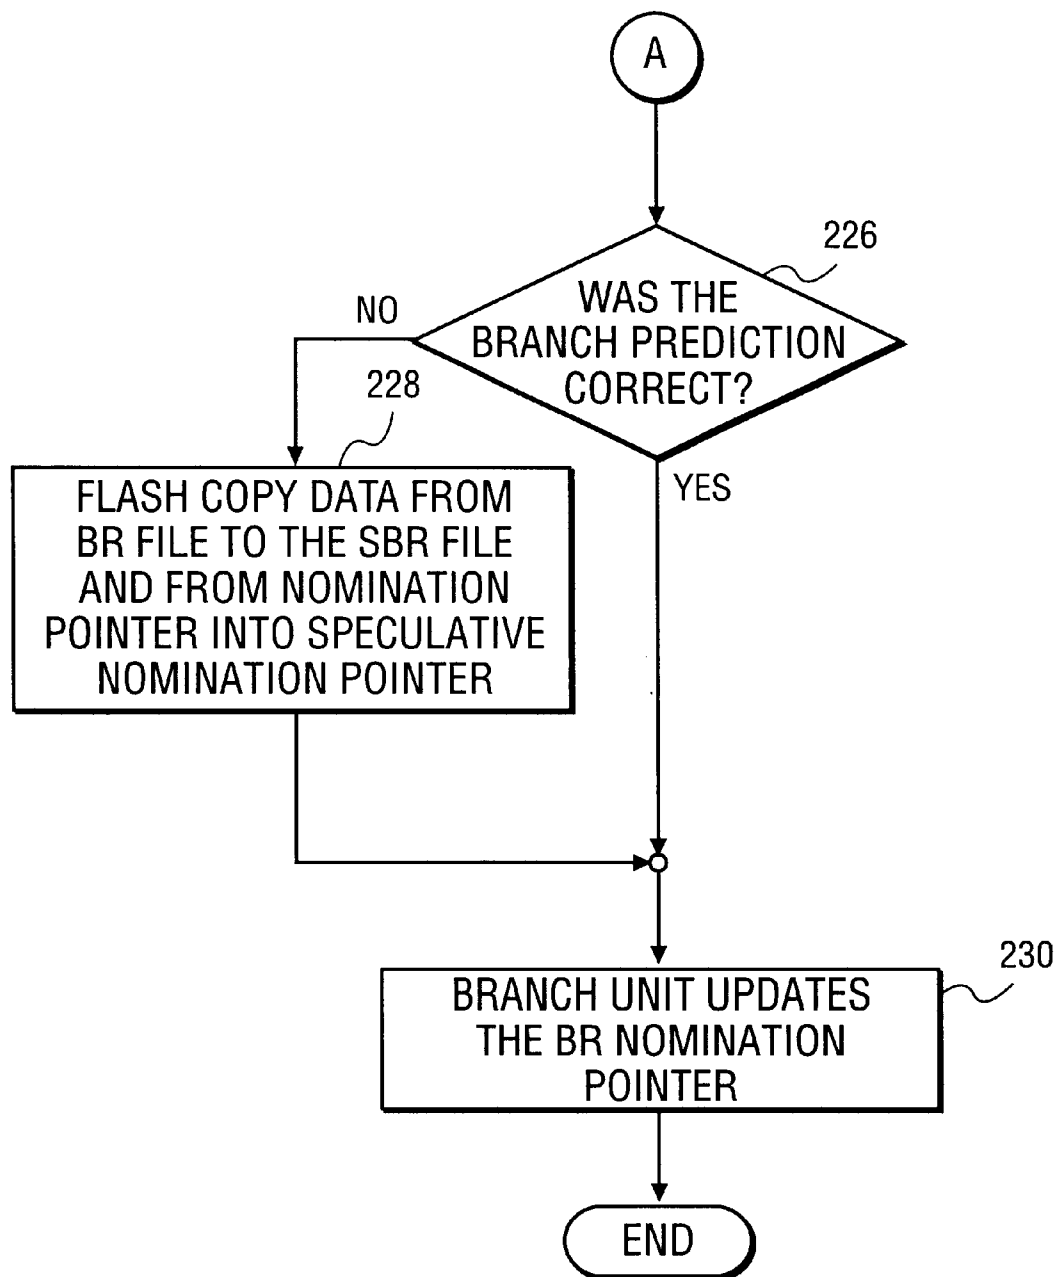 A
226
WAS THE
BRANCH PREDICTION
CORRECT?
NO
YES
228
FLASH COPY DATA FROM
BR FILE TO THE SBR FILE
AND FROM NOMINATION
POINTER INTO SPECULATIVE
NOMINATION POINTER
230
BRANCH UNIT UPDATES
THE BR NOMINATION
POINTER
END